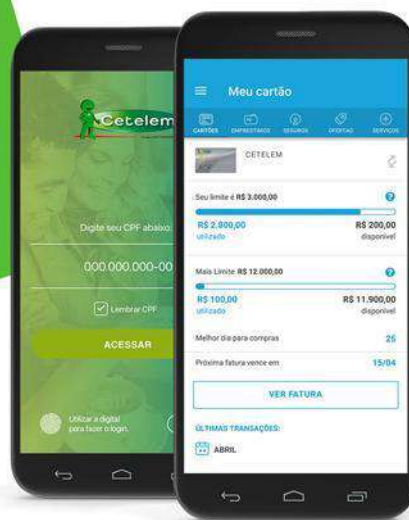 Cetelem
Digite seu CPF abaixo
000.000.000-00
Lembrar CPF
ACESSAR
Utilizar a digital
para fazer o login.
Meu cartão
CARTÕES EMPRÉSTIMOS SEGUROS OFERTAS SERVIÇOS
CETELEM
Seu limite é R$ 3.000,00 ?
R$ 2.800,00 R$ 200,00
utilizado disponível
Mais Limite R$ 12.000,00 ?
R$ 100,00 R$ 11.900,00
utilizado disponível
Melhor dia para compras 25
Próxima fatura vence em 15/04
VER FATURA
ÚLTIMAS TRANSAÇÕES:
ABRIL